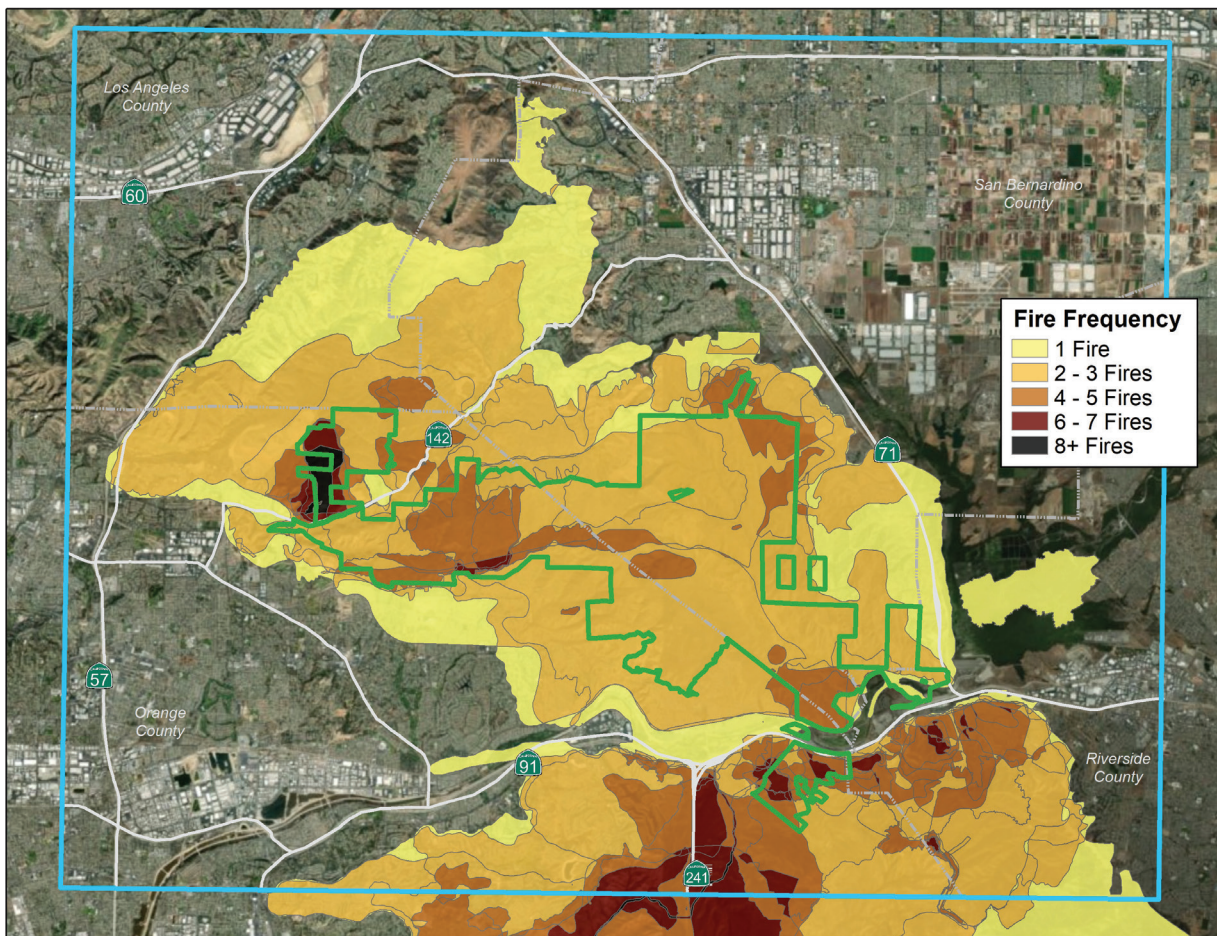 Los Angeles
County
60
San Bernardino
County
Fire Frequency
1 Fire
2 - 3 Fires
4 - 5 Fires
6 - 7 Fires
8+ Fires
142
71
57
Orange
County
91
Riverside
County
241